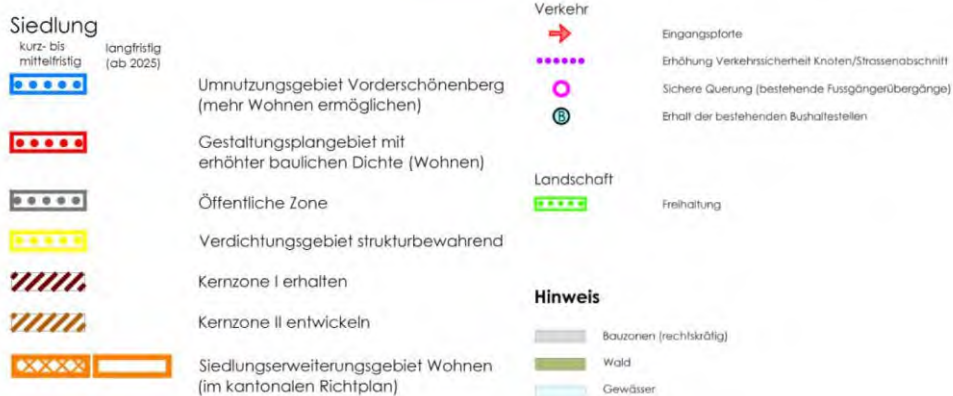 Siedlung
kurz- bis
mittelfristig
langfristig
(ab 2025)
Umnutzungsgebiet Vorderschönenberg
(mehr Wohnen ermöglichen)
Gestaltungsplangebiet mit
erhöhter baulichen Dichte (Wohnen)
Öffentliche Zone
Verdichtungsgebiet strukturbewahrend
Kernzone I erhalten
Kernzone II entwickeln
Siedlungserweiterungsgebiet Wohnen
(im kantonalen Richtplan)
Verkehr
Eingangspforte
Erhöhung Verkehrssicherheit Knoten/Strassenabschnitt
Sichere Querung (bestehende Fussgängerübergänge)
B
Erhalt der bestehenden Bushaltestellen
Landschaft
Freihaltung
Hinweis
Bauzonen (rechtskräftig)
Wald
Gewässer